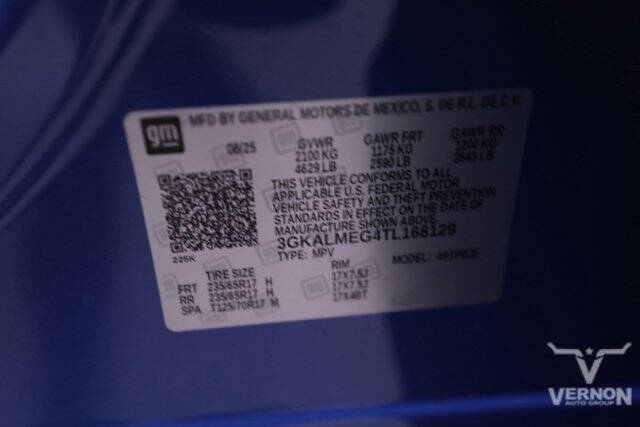 gm
MFD BY GENERAL MOTORS DE MEXICO, S. DE R.L. DE C.V.
08/25 GVWR GAWR FRT GAWR RR
2100 KG 1175 KG 1200 KG
4629 LB 2590 LB 2645 LB
THIS VEHICLE CONFORMS TO ALL
APPLICABLE U.S. FEDERAL MOTOR
VEHICLE SAFETY, BUMPER, AND THEFT
PREVENTION STANDARDS IN EFFECT ON THE DATE OF
MANUFACTURE SHOWN ABOVE.
225K
3GKALMEG4TL168129
TYPE: MPV MODEL:
TIRE SIZE RIM
FRT 235/65R17 H 17X7.5J
RR 235/65R17 H 17X7.5J
SPA T125/70R17 M 17X4BT
VERNON
AUTO GROUP